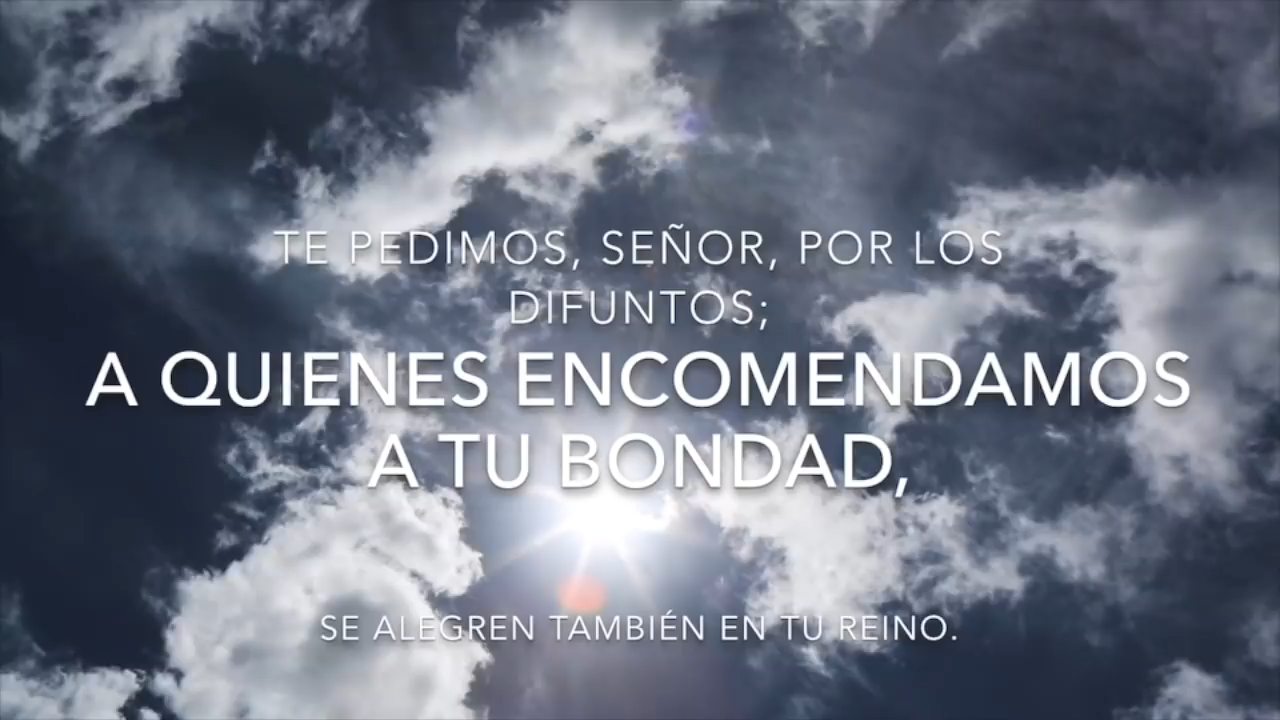 TE PEDIMOS, SEÑOR, POR LOS
DIFUNTOS;
A QUIENES ENCOMENDAMOS
A TU BONDAD,
SE ALEGREN TAMBIÉN EN TU REINO.